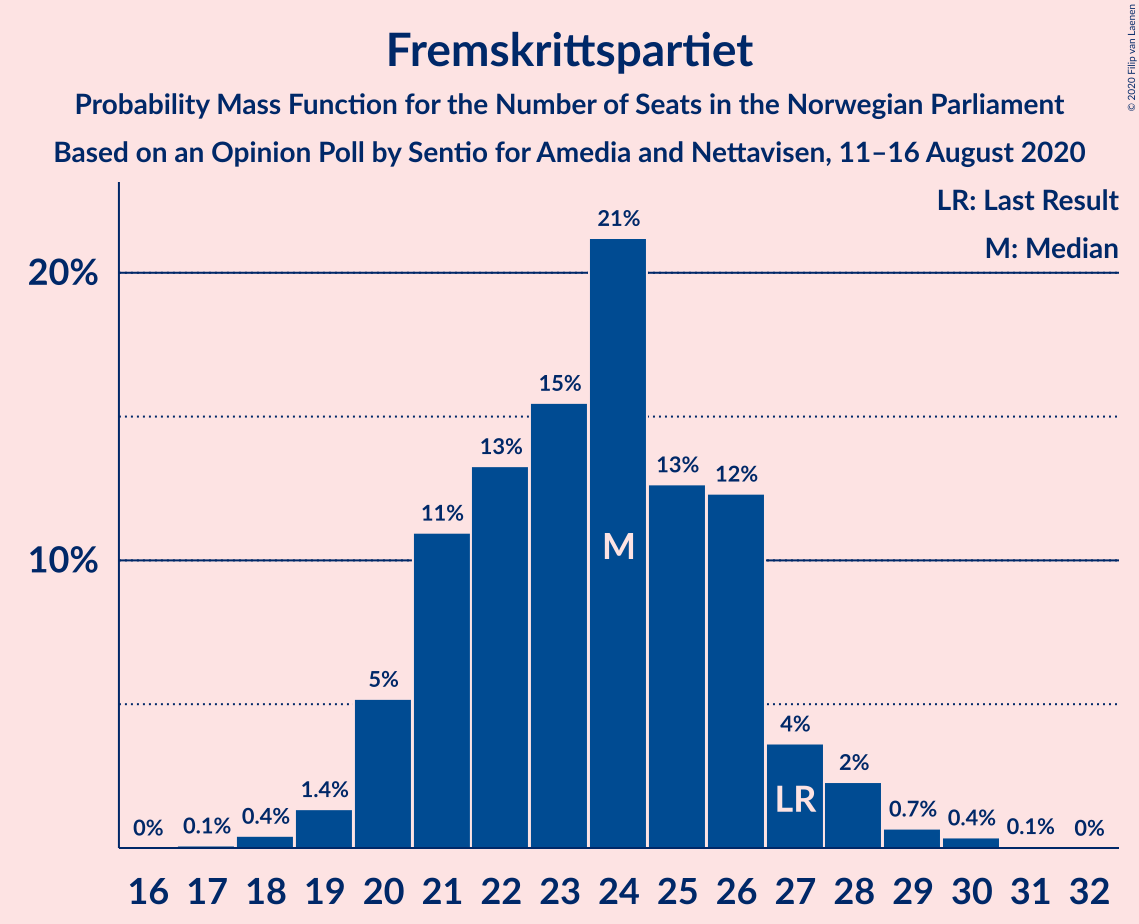 © 2020 Filip van Laenen
Fremskrittspartiet
Probability Mass Function for the Number of Seats in the Norwegian Parliament
Based on an Opinion Poll by Sentio for Amedia and Nettavisen, 11–16 August 2020
LR: Last Result
M: Median
20%
10%
0%
0.1%
0.4%
1.4%
5%
11%
13%
15%
21%
13%
12%
4%
2%
0.7%
0.4%
0.1%
0%
M
LR
16 17 18 19 20 21 22 23 24 25 26 27 28 29 30 31 32